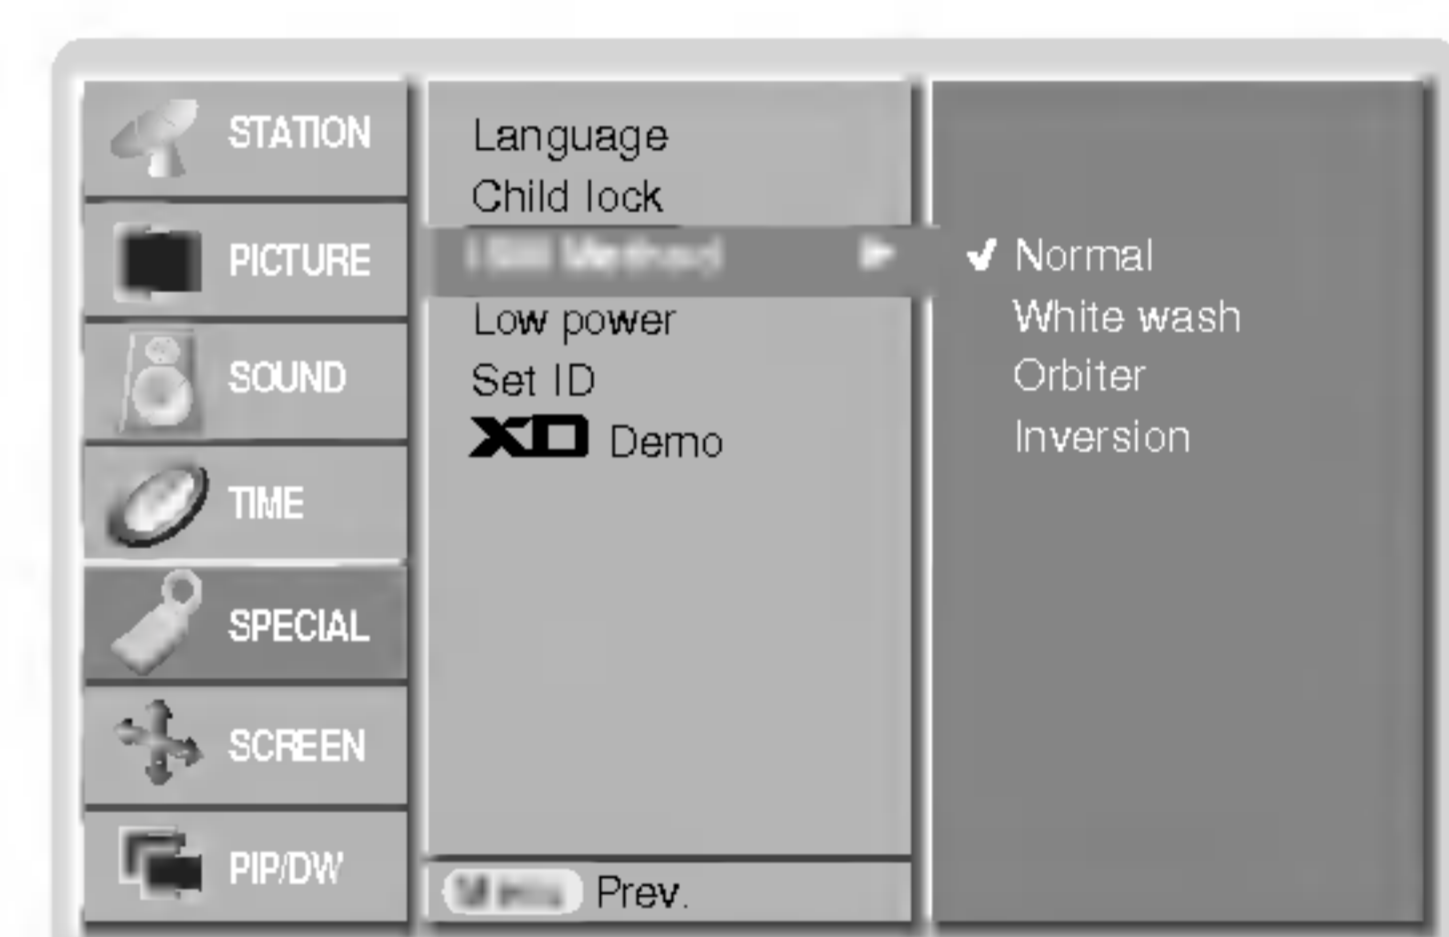 STATION
PICTURE
SOUND
TIME
SPECIAL
SCREEN
PIP/DW
Language
Child lock
Method
Low power
Set ID
XD Demo
Prev.
Normal
White wash
Orbiter
Inversion